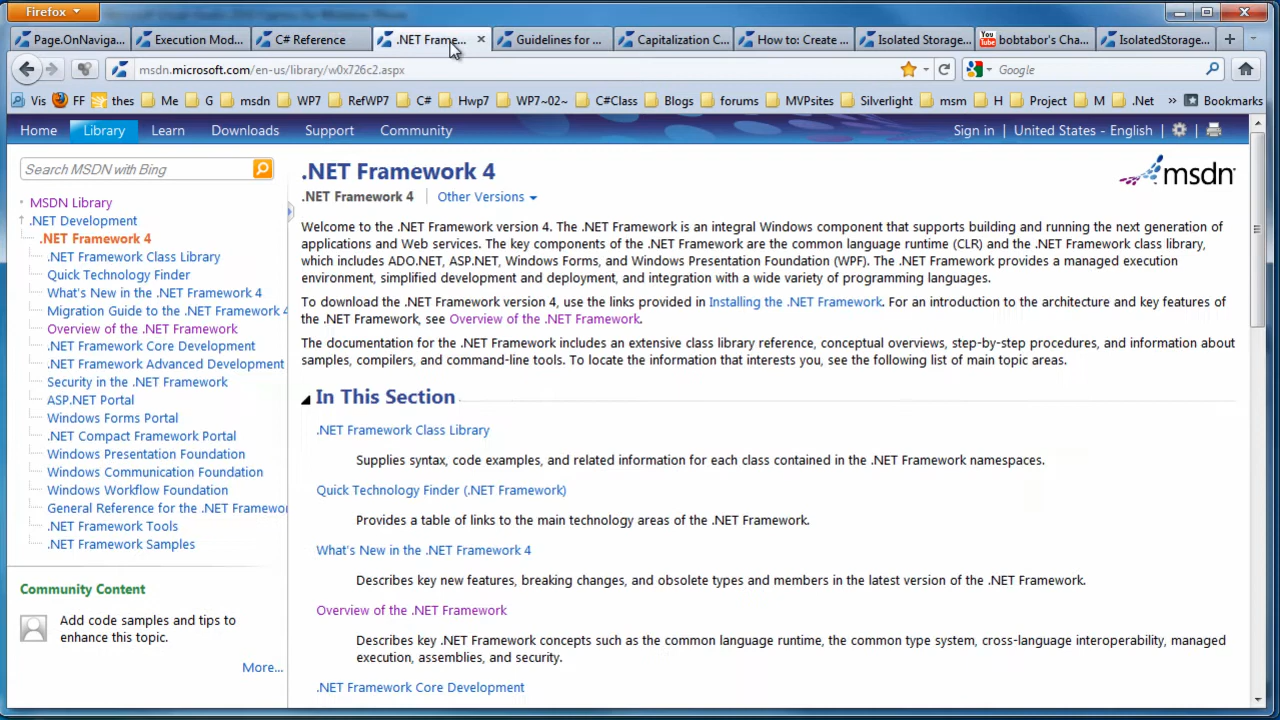 Firefox
Page.OnNaviga...
Execution Mod...
C# Reference
.NET Frame...
Guidelines for ...
Capitalization C...
How to: Create ...
Isolated Storage...
You Tube bobtabor's Cha...
IsolatedStorage...
msdn.microsoft.com/en-us/library/w0x726c2.aspx
Google
Vis
FF
thes
Me
G
msdn
WP7
RefWP7
C#
Hwp7
WP7~02~
C#Class
Blogs
forums
MVPsites
Silverlight
msm
H
Project
M
.Net
»
Bookmarks
Home
Library
Learn
Downloads
Support
Community
Sign in
United States - English
Search MSDN with Bing
MSDN Library
.NET Development
.NET Framework 4
.NET Framework Class Library
Quick Technology Finder
What's New in the .NET Framework 4
Migration Guide to the .NET Framework 4
Overview of the .NET Framework
.NET Framework Core Development
.NET Framework Advanced Development
Security in the .NET Framework
ASP.NET Portal
Windows Forms Portal
.NET Compact Framework Portal
Windows Presentation Foundation
Windows Communication Foundation
Windows Workflow Foundation
General Reference for the .NET Framewo
.NET Framework Tools
.NET Framework Samples
Community Content
Add code samples and tips to
enhance this topic.
More...
.NET Framework 4
msdn
.NET Framework 4
Other Versions
Welcome to the .NET Framework version 4. The .NET Framework is an integral Windows component that supports building and running the next generation of
applications and Web services. The key components of the .NET Framework are the common language runtime (CLR) and the .NET Framework class library,
which includes ADO.NET, ASP.NET, Windows Forms, and Windows Presentation Foundation (WPF). The .NET Framework provides a managed execution
environment, simplified development and deployment, and integration with a wide variety of programming languages.
To download the .NET Framework version 4, use the links provided in Installing the .NET Framework. For an introduction to the architecture and key features of
the .NET Framework, see Overview of the .NET Framework.
The documentation for the .NET Framework includes an extensive class library reference, conceptual overviews, step-by-step procedures, and information about
samples, compilers, and command-line tools. To locate the information that interests you, see the following list of main topic areas.
In This Section
.NET Framework Class Library
Supplies syntax, code examples, and related information for each class contained in the .NET Framework namespaces.
Quick Technology Finder (.NET Framework)
Provides a table of links to the main technology areas of the .NET Framework.
What's New in the .NET Framework 4
Describes key new features, breaking changes, and obsolete types and members in the latest version of the .NET Framework.
Overview of the .NET Framework
Describes key .NET Framework concepts such as the common language runtime, the common type system, cross-language interoperability, managed
execution, assemblies, and security.
.NET Framework Core Development